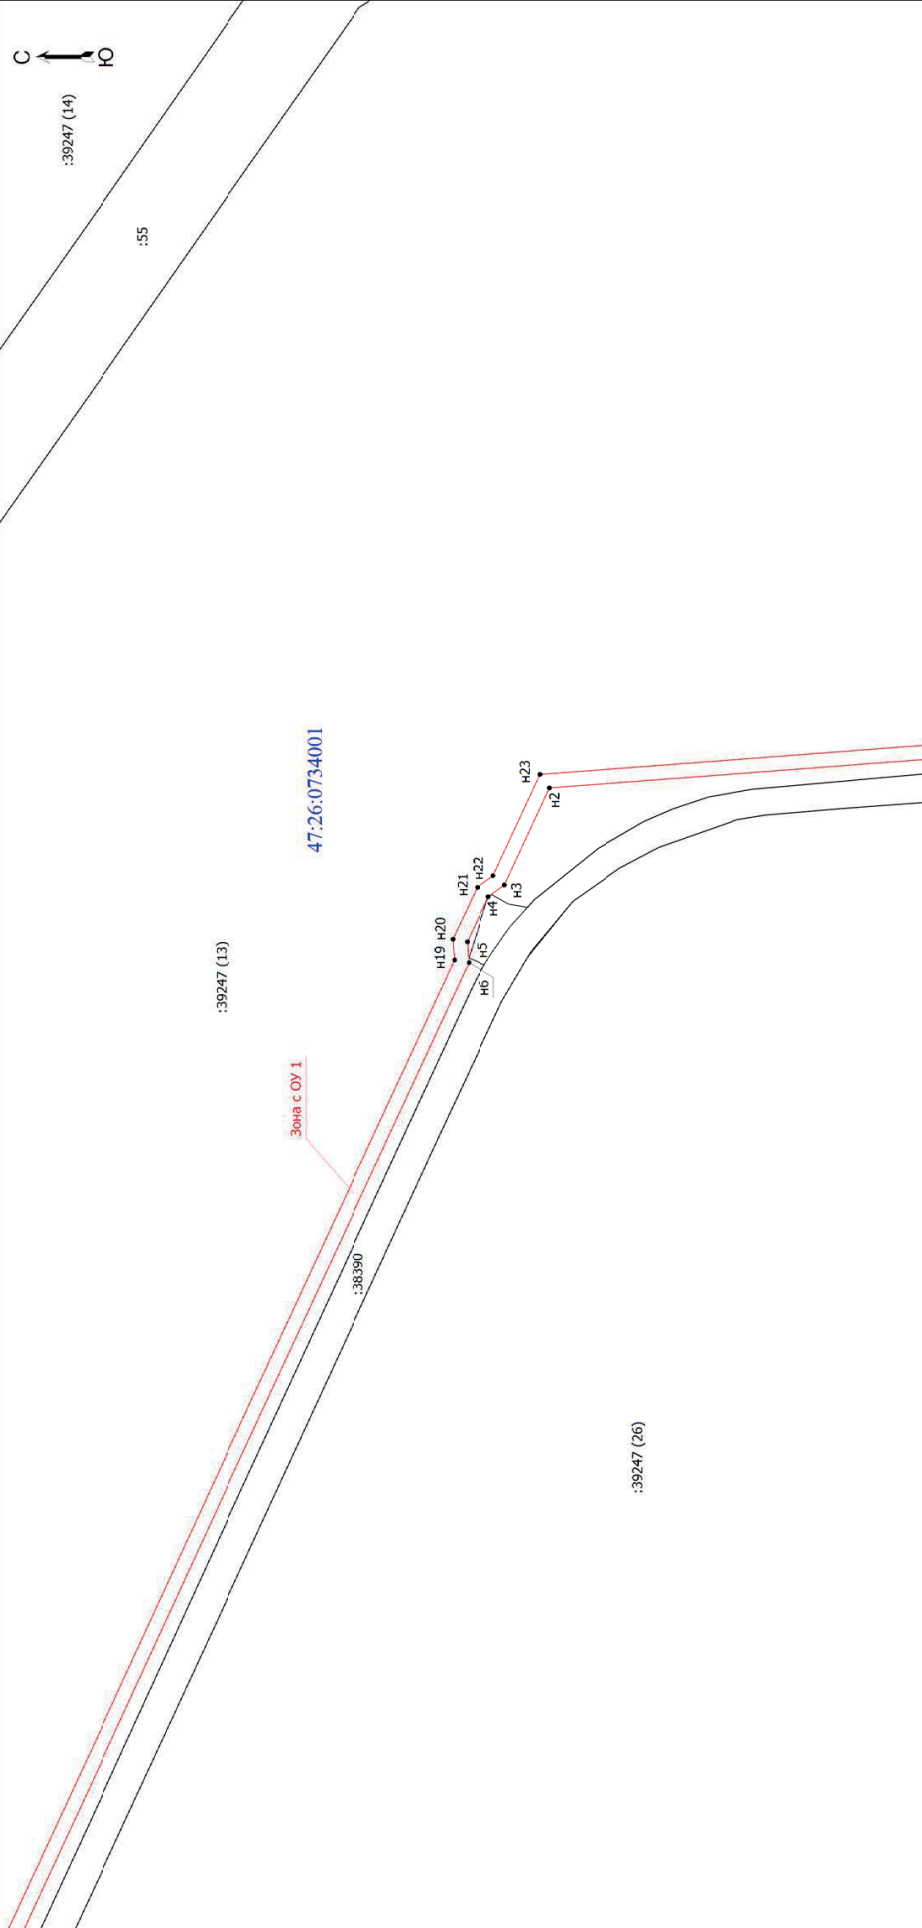 С
Ю
:39247 (14)
:55
47:26:0734001
н23
н2
н22
н21
н3
н4
н20
н19
н5
н6
:39247 (13)
Зона с ОУ 1
:38390
:39247 (26)